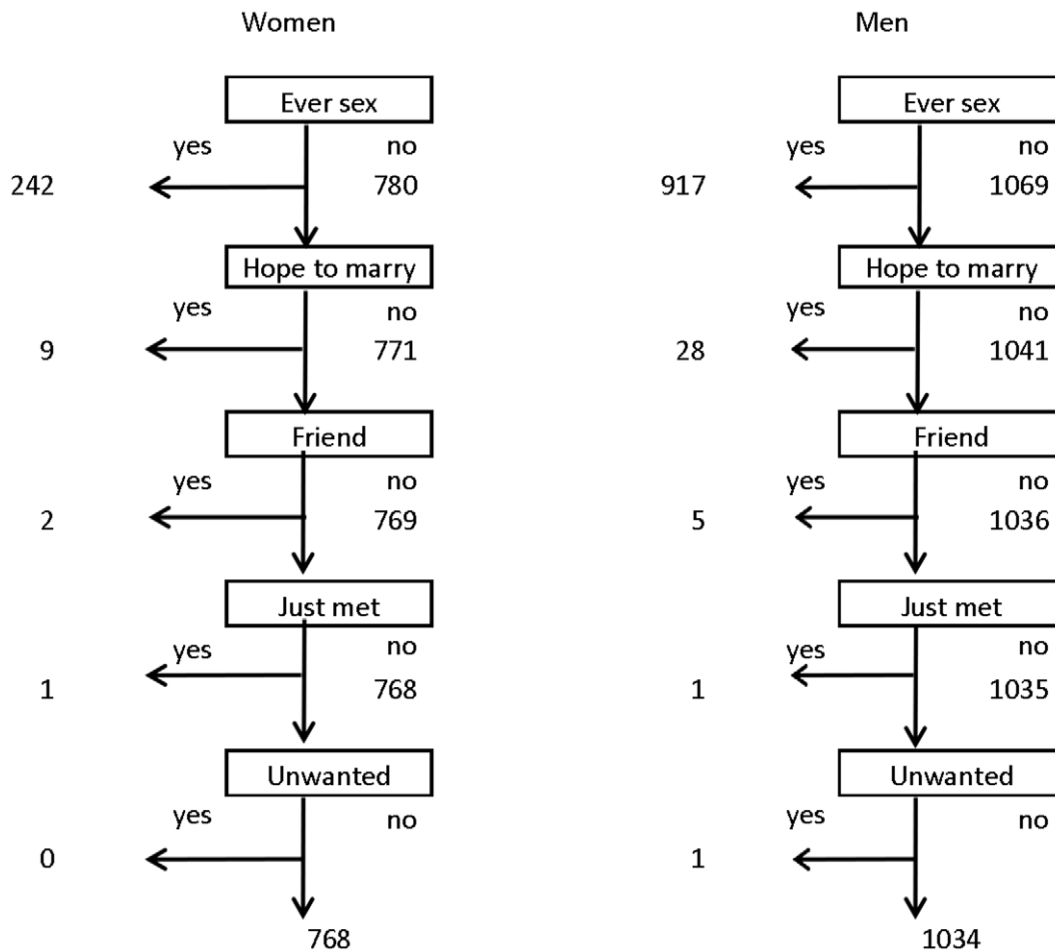 Women
Ever sex
yes no
242 780
Hope to marry
yes no
9 771
Friend
yes no
2 769
Just met
yes no
1 768
Unwanted
yes no
0
768
Men
Ever sex
yes no
917 1069
Hope to marry
yes no
28 1041
Friend
yes no
5 1036
Just met
yes no
1 1035
Unwanted
yes no
1
1034